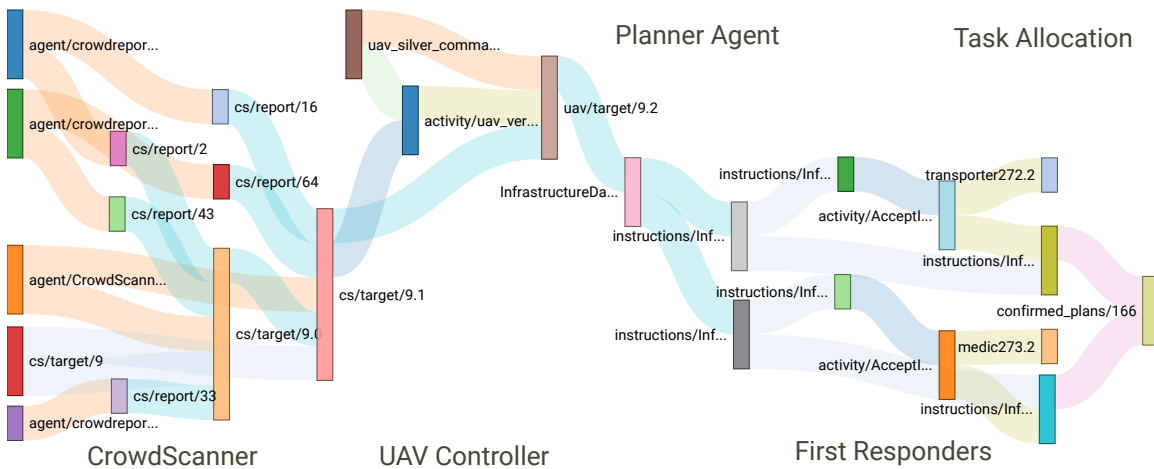 agent/crowdrepor...
uav_silver_comma...
Planner Agent
Task Allocation
cs/report/16
uav/target/9.2
agent/crowdrepor...
activity/uav_ver...
cs/report/2
cs/report/64
instructions/Inf...
transporter272.2
InfrastructureDa...
cs/report/43
activity/AcceptI...
instructions/Inf...
instructions/Inf...
agent/CrowdScann...
cs/target/9.1
instructions/Inf...
confirmed_plans/166
cs/target/9.0
instructions/Inf...
medic273.2
cs/target/9
activity/AcceptI...
cs/report/33
instructions/Inf...
agent/crowdrepor...
CrowdScanner
UAV Controller
First Responders